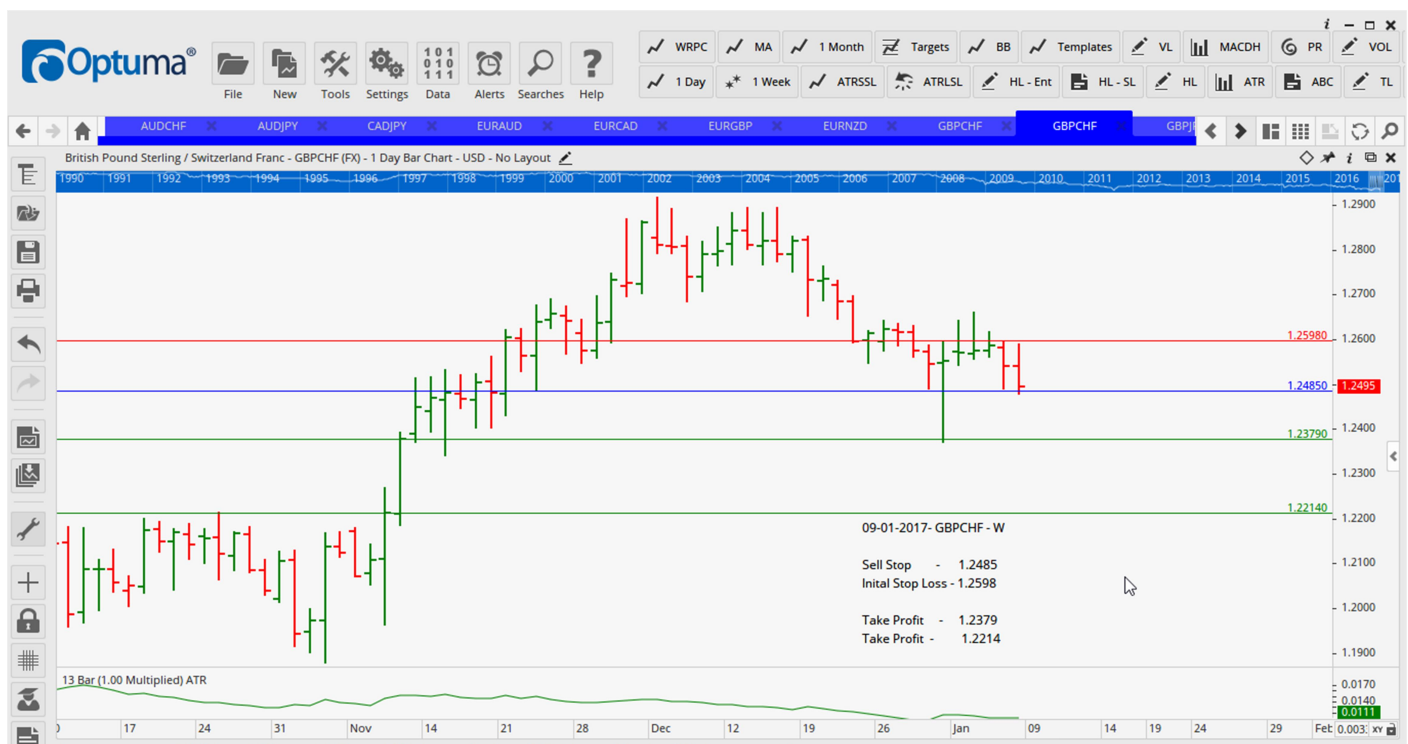 Optuma®
File New Tools Settings Data Alerts Searches Help
WRPC MA 1 Month Targets BB Templates VL MACDH PR VOL
1 Day 1 Week ATRSSL ATRLSL HL - Ent HL - SL HL ATR ABC TL
AUDCHF AUDJPY CADJPY EURAUD EURCAD EURGBP EURNZD GBPCHF GBPCHF
British Pound Sterling / Switzerland Franc - GBPCHF (FX) - 1 Day Bar Chart - USD - No Layout
1990 1991 1992 1993 1994 1995 1996 1997 1998 1999 2000 2001 2002 2003 2004 2005 2006 2007 2008 2009 2010 2011 2012 2013 2014 2015 2016 201
1.2900
1.2800
1.2700
1.25980 1.2600
1.24850 1.2495
1.23790 1.2400
1.2300
1.22140 1.2200
09-01-2017- GBPCHF - W
1.2100
Sell Stop - 1.2485
Inital Stop Loss - 1.2598
1.2000
Take Profit - 1.2379
Take Profit - 1.2214
1.1900
13 Bar (1.00 Multiplied) ATR
0.0170
0.0140
0.0111
17 24 31 Nov 14 21 28 Dec 12 19 26 Jan 09 14 19 24 29 Feb XY